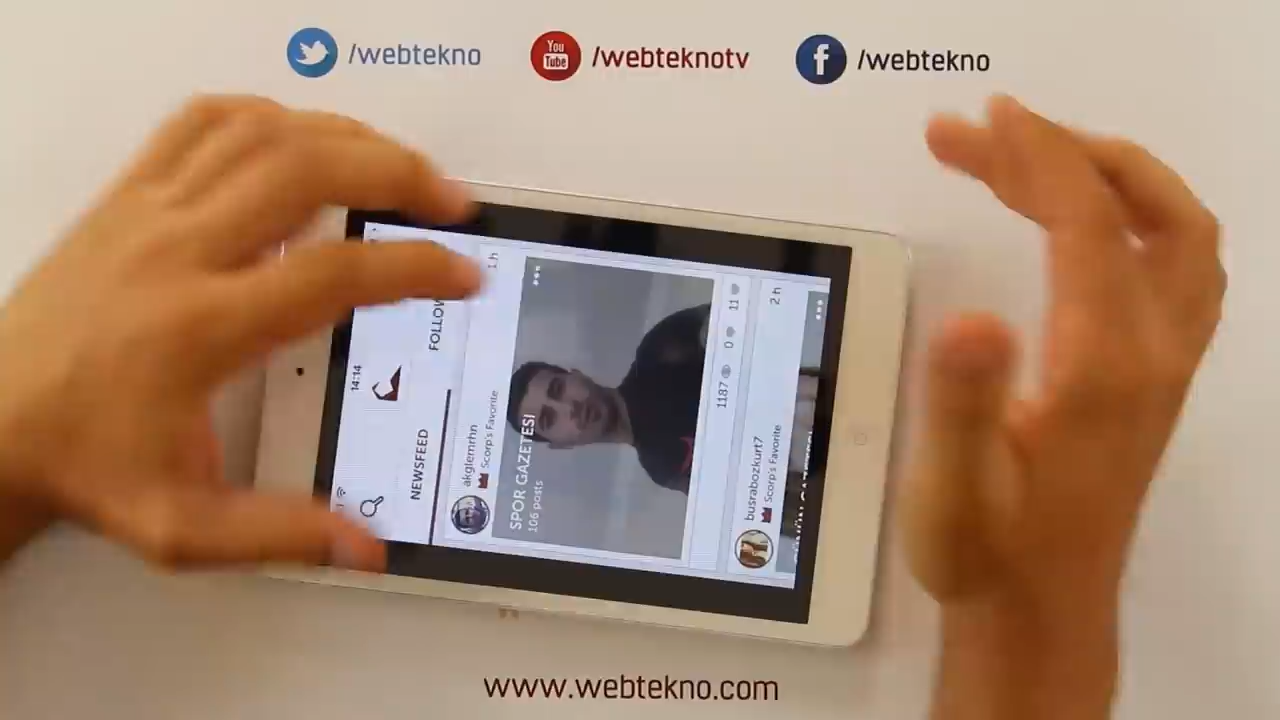 /webtekno
You Tube
/webteknotv
/webtekno
14:14
NEWSFEED
FOLLOW
akglemrhn
Scorp's Favorite
1 h
SPOR GAZETESI
106 posts
1187
0
11
busrabozkurt7
Scorp's Favorite
2 h
www.webtekno.com